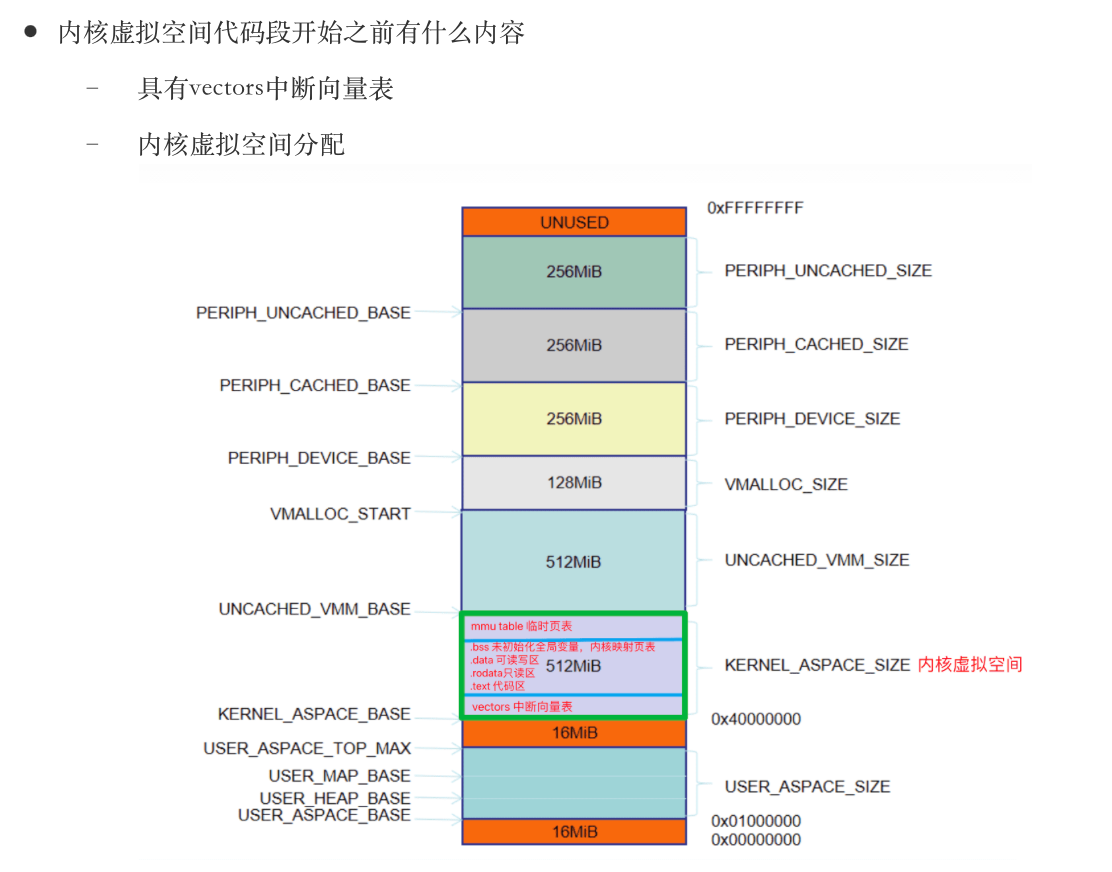 ● 内核虚拟空间代码段开始之前有什么内容
– 具有vectors中断向量表
– 内核虚拟空间分配
0xFFFFFFFF
UNUSED
256MiB
PERIPH_UNCACHED_SIZE
PERIPH_UNCACHED_BASE
256MiB
PERIPH_CACHED_SIZE
PERIPH_CACHED_BASE
256MiB
PERIPH_DEVICE_SIZE
PERIPH_DEVICE_BASE
128MiB
VMALLOC_SIZE
VMALLOC_START
512MiB
UNCACHED_VMM_SIZE
UNCACHED_VMM_BASE
mmu table 临时页表
.bss 未初始化全局变量，内核映射页表
.data 可读写区
512MiB
KERNEL_ASPACE_SIZE 内核虚拟空间
.rodata只读区
.text 代码区
vectors 中断向量表
KERNEL_ASPACE_BASE
0x40000000
16MiB
USER_ASPACE_TOP_MAX
USER_MAP_BASE
USER_ASPACE_SIZE
USER_HEAP_BASE
USER_ASPACE_BASE
0x01000000
16MiB
0x00000000